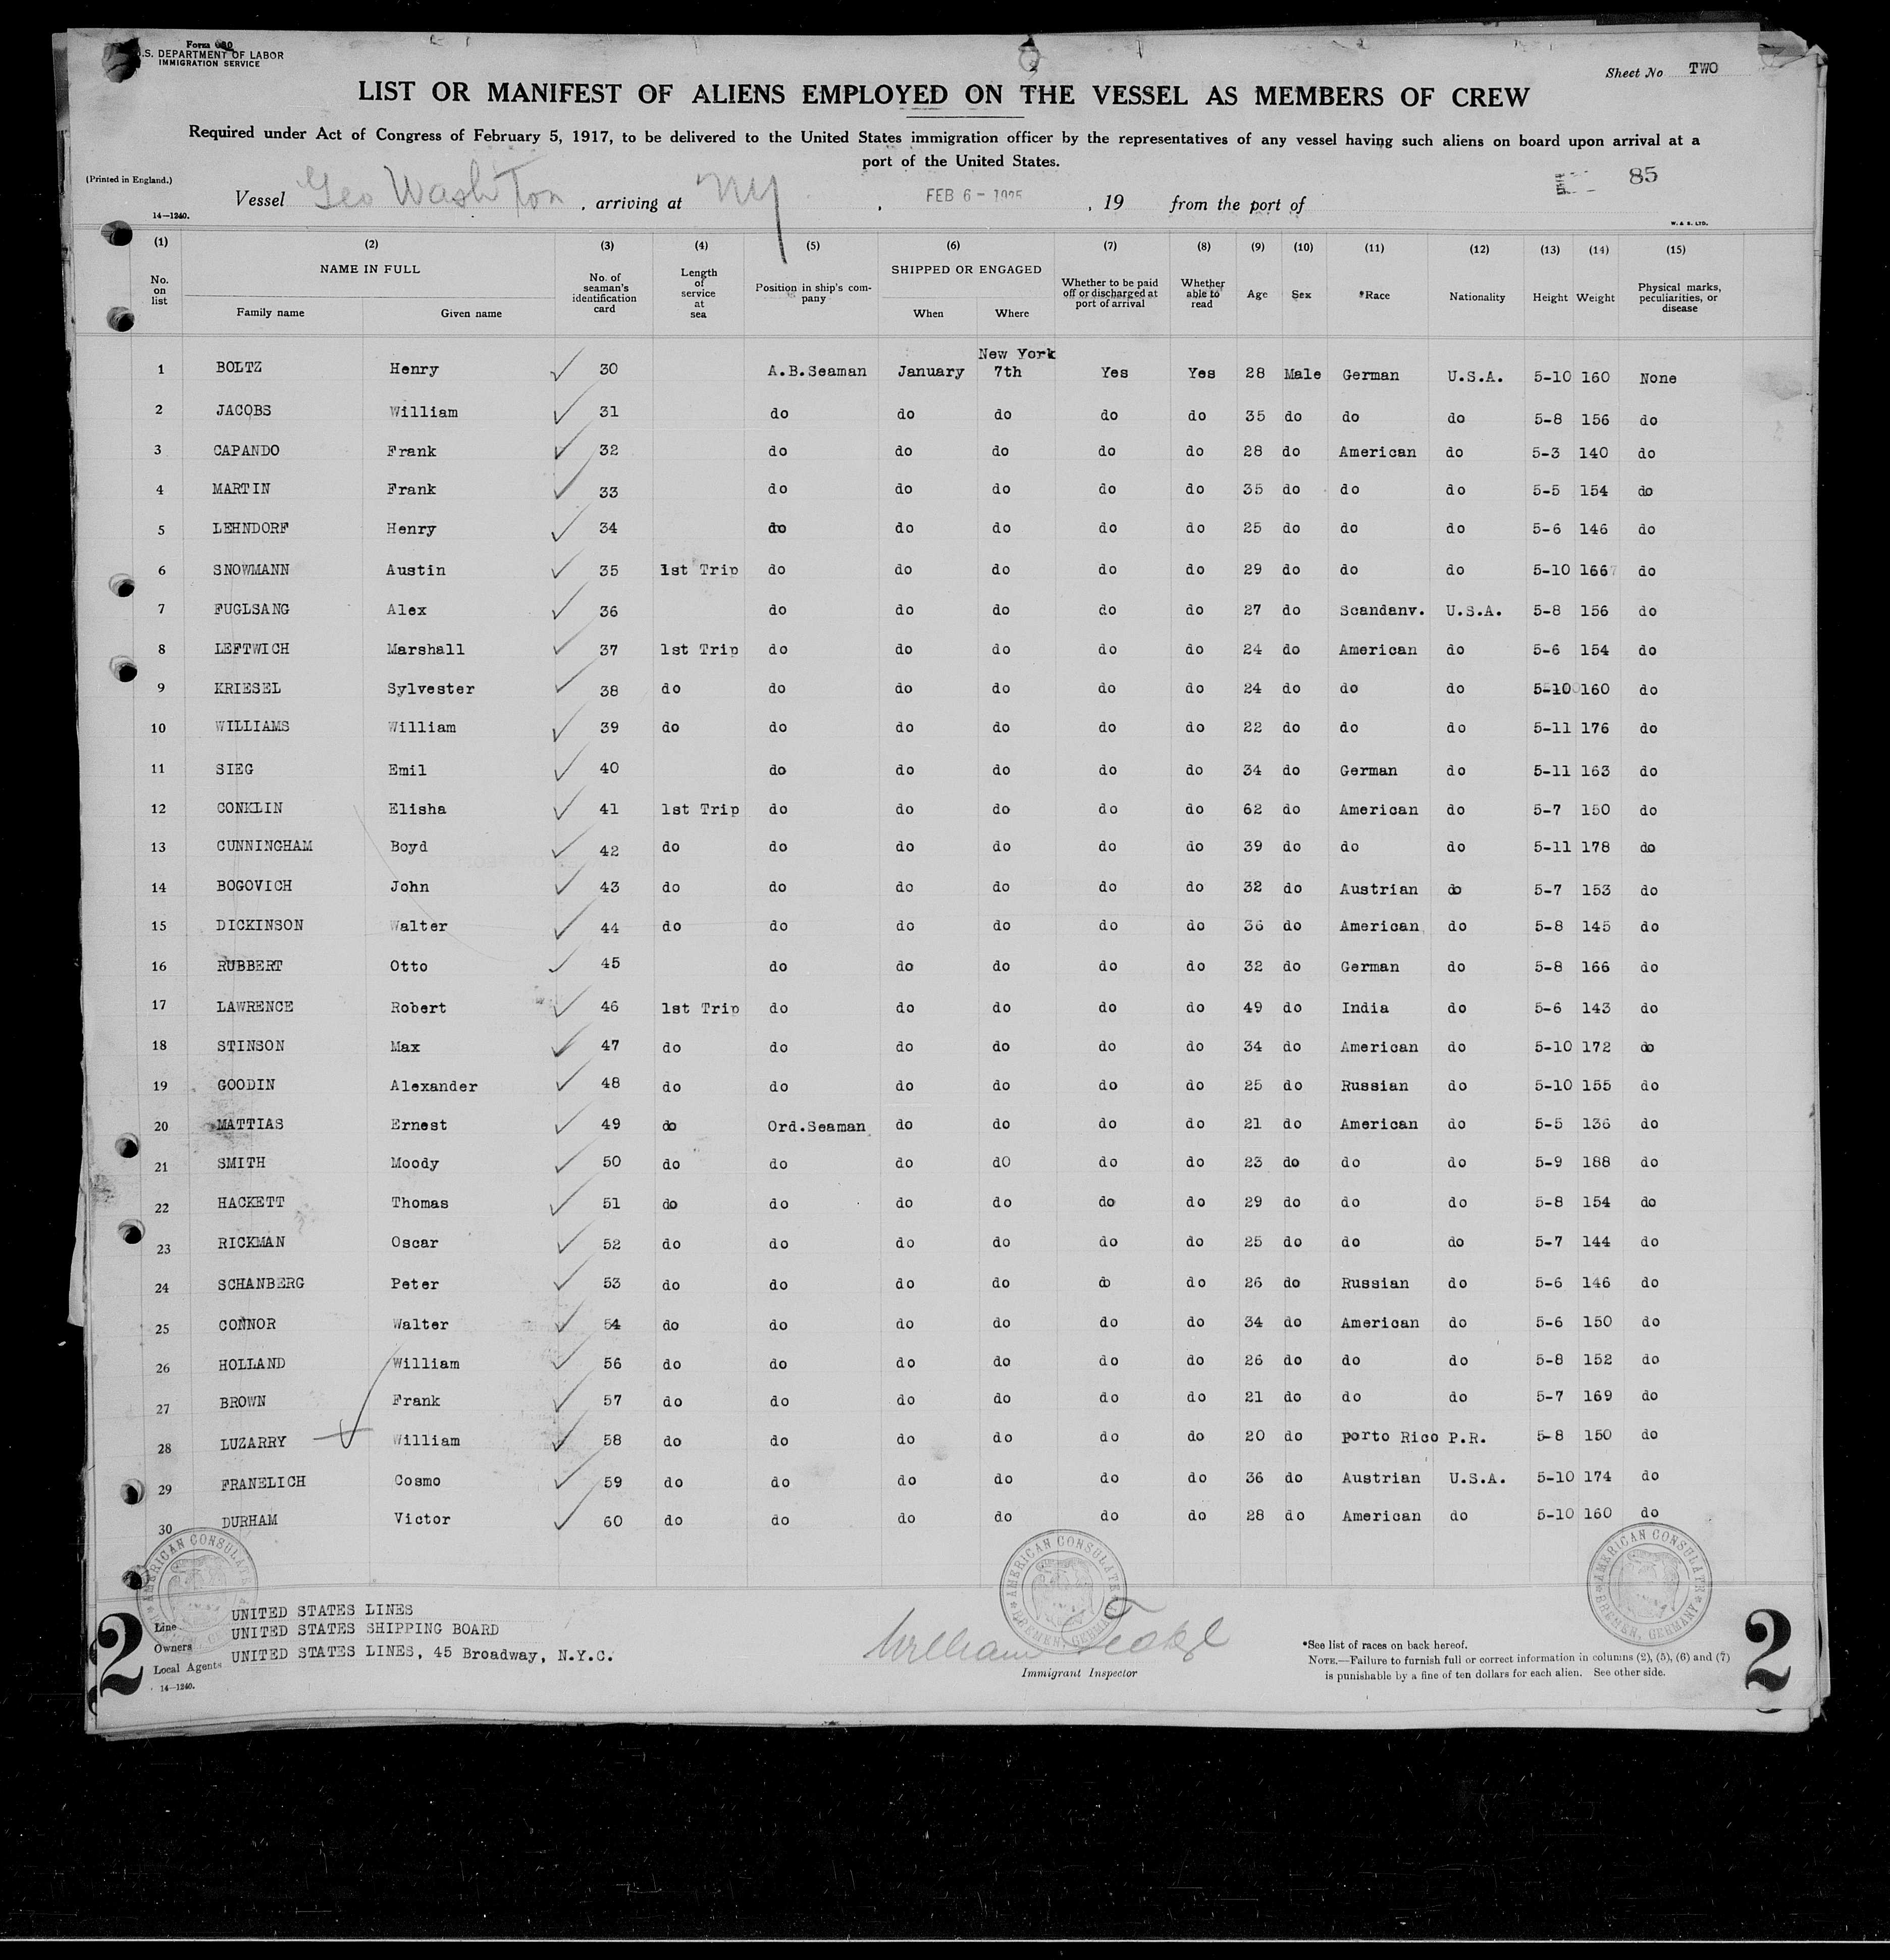 Form 680
U.S. DEPARTMENT OF LABOR
IMMIGRATION SERVICE
Sheet No TWO
LIST OR MANIFEST OF ALIENS EMPLOYED ON THE VESSEL AS MEMBERS OF CREW
Required under Act of Congress of February 5, 1917, to be delivered to the United States immigration officer by the representatives of any vessel having such aliens on board upon arrival at a
port of the United States.
(Printed in England.)
85
Vessel Geo Washton, arriving at NY, FEB 6 - 1925, 19 from the port of
14—1240.
W. & S. LTD.
(1) (2) (3) (4) (5) (6) (7) (8) (9) (10) (11) (12) (13) (14) (15)
No. on list NAME IN FULL Family name Given name No. of seaman's identification card Length of service at sea Position in ship's company SHIPPED OR ENGAGED When Where Whether to be paid off or discharged at port of arrival Whether able to read Age Sex *Race Nationality Height Weight Physical marks, peculiarities, or disease
New York
1 BOLTZ Henry 30 A.B.Seaman January 7th Yes Yes 28 Male German U.S.A. 5-10 160 None
2 JACOBS William 31 do do do do do 35 do do do 5-8 156 do
3 CAPANDO Frank 32 do do do do do 28 do American do 5-3 140 do
4 MARTIN Frank 33 do do do do do 35 do do do 5-5 154 do
5 LEHNDORF Henry 34 do do do do do 25 do do do 5-6 146 do
6 SNOWMANN Austin 35 1st Trip do do do do do 29 do do do 5-10 166 do
7 FUGLSANG Alex 36 do do do do do 27 do Scandanv. U.S.A. 5-8 156 do
8 LEFTWICH Marshall 37 1st Trip do do do do do 24 do American do 5-6 154 do
9 KRIESEL Sylvester 38 do do do do do do 24 do do do 5-10 160 do
10 WILLIAMS William 39 do do do do do do 22 do do do 5-11 176 do
11 SIEG Emil 40 do do do do do 34 do German do 5-11 163 do
12 CONKLIN Elisha 41 1st Trip do do do do do 62 do American do 5-7 150 do
13 CUNNINGHAM Boyd 42 do do do do do do 39 do do do 5-11 178 do
14 BOGOVICH John 43 do do do do do do 32 do Austrian do 5-7 153 do
15 DICKINSON Walter 44 do do do do do do 36 do American do 5-8 145 do
16 RUBBERT Otto 45 do do do do do 32 do German do 5-8 166 do
17 LAWRENCE Robert 46 1st Trip do do do do do 49 do India do 5-6 143 do
18 STINSON Max 47 do do do do do do 34 do American do 5-10 172 do
19 GOODIN Alexander 48 do do do do do do 25 do Russian do 5-10 155 do
20 MATTIAS Ernest 49 do Ord.Seaman do do do do 21 do American do 5-5 136 do
21 SMITH Moody 50 do do do dO do do 23 do do do 5-9 188 do
22 HACKETT Thomas 51 do do do do do do 29 do do do 5-8 154 do
23 RICKMAN Oscar 52 do do do do do do 25 do do do 5-7 144 do
24 SCHANBERG Peter 53 do do do do do do 26 do Russian do 5-6 146 do
25 CONNOR Walter 54 do do do do do do 34 do American do 5-6 150 do
26 HOLLAND William 56 do do do do do do 26 do do do 5-8 152 do
27 BROWN Frank 57 do do do do do do 21 do do do 5-7 169 do
28 LUZARRY William 58 do do do do do do 20 do Porto Rico P.R. 5-8 150 do
29 FRANELICH Cosmo 59 do do do do do do 36 do Austrian U.S.A. 5-10 174 do
30 DURHAM Victor 60 do do do do do do 28 do American do 5-10 160 do
AMERICAN CONSULATE
AMERICAN CONSULATE BREMEN, GERMANY
AMERICAN CONSULATE BREMEN, GERMANY
2
Line UNITED STATES LINES
Owners UNITED STATES SHIPPING BOARD
Local Agents UNITED STATES LINES, 45 Broadway, N.Y.C.
14—1240.
William
Immigrant Inspector
*See list of races on back hereof.
NOTE.—Failure to furnish full or correct information in columns (2), (5), (6) and (7)
is punishable by a fine of ten dollars for each alien. See other side.
2